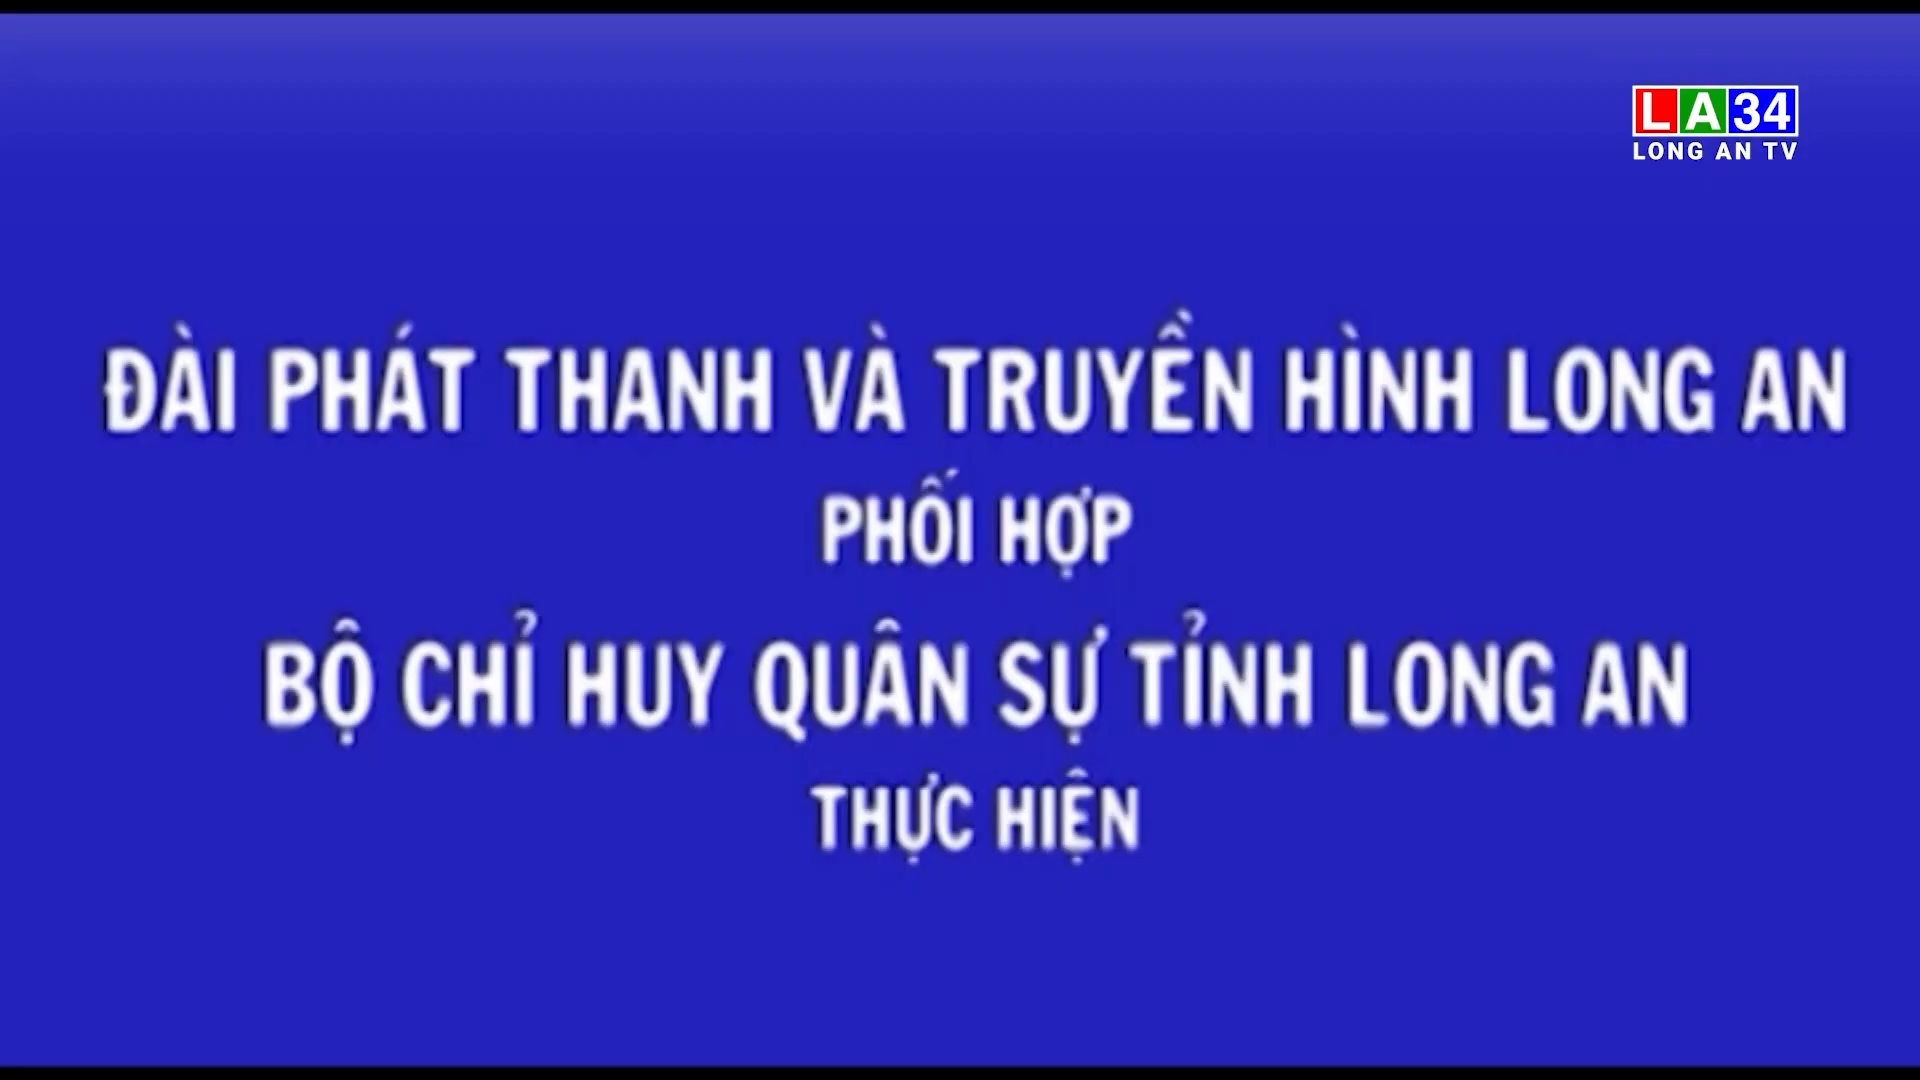 LA34
LONG AN TV
ĐÀI PHÁT THANH VÀ TRUYỀN HÌNH LONG AN
PHỐI HỢP
BỘ CHỈ HUY QUÂN SỰ TỈNH LONG AN
THỰC HIỆN